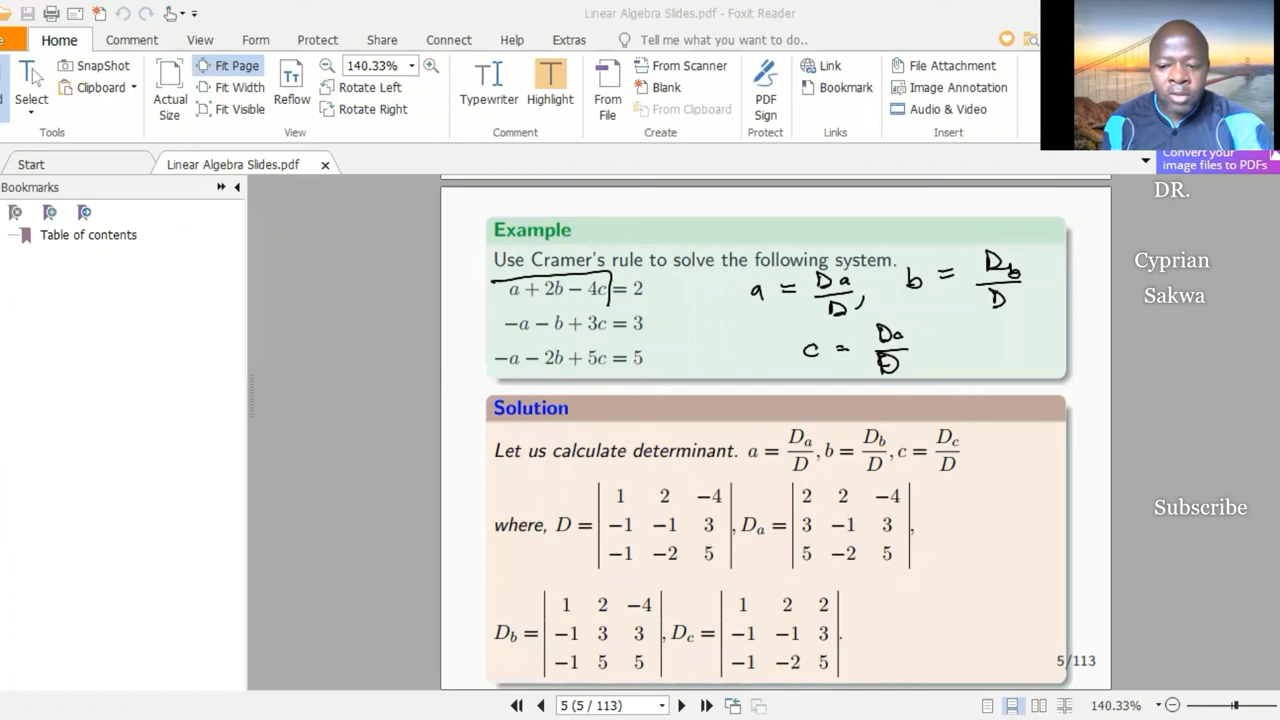 Linear Algebra Slides.pdf - Foxit Reader
Home Comment View Form Protect Share Connect Help Extras Tell me what you want to do..
Select
SnapShot
Clipboard
Tools
Actual Size
Fit Page
Fit Width
Fit Visible
Reflow
140.33%
Rotate Left
Rotate Right
View
Typewriter Highlight
Comment
From File
From Scanner
Blank
From Clipboard
Create
PDF Sign
Protect
Link
Bookmark
Links
File Attachment
Image Annotation
Audio & Video
Insert
Start Linear Algebra Slides.pdf
Convert your
image files to PDFs
Bookmarks
Table of contents
DR.
Cyprian
Sakwa
Subscribe
Example
Use Cramer's rule to solve the following system.
a + 2b − 4c = 2
−a − b + 3c = 3
−a − 2b + 5c = 5
a = Da/D, b = Db/D
c = /D
Solution
Let us calculate determinant. a = D_a/D, b = D_b/D, c = D_c/D
where, D = | 1 2 −4 | , D_a = | 2 2 −4 | ,
| −1 −1 3 | | 3 −1 3 |
| −1 −2 5 | | 5 −2 5 |
D_b = | 1 2 −4 | , D_c = | 1 2 2 | .
| −1 3 3 | | −1 −1 3 |
| −1 5 5 | | −1 −2 5 |
5/113
5 (5 / 113)
140.33%